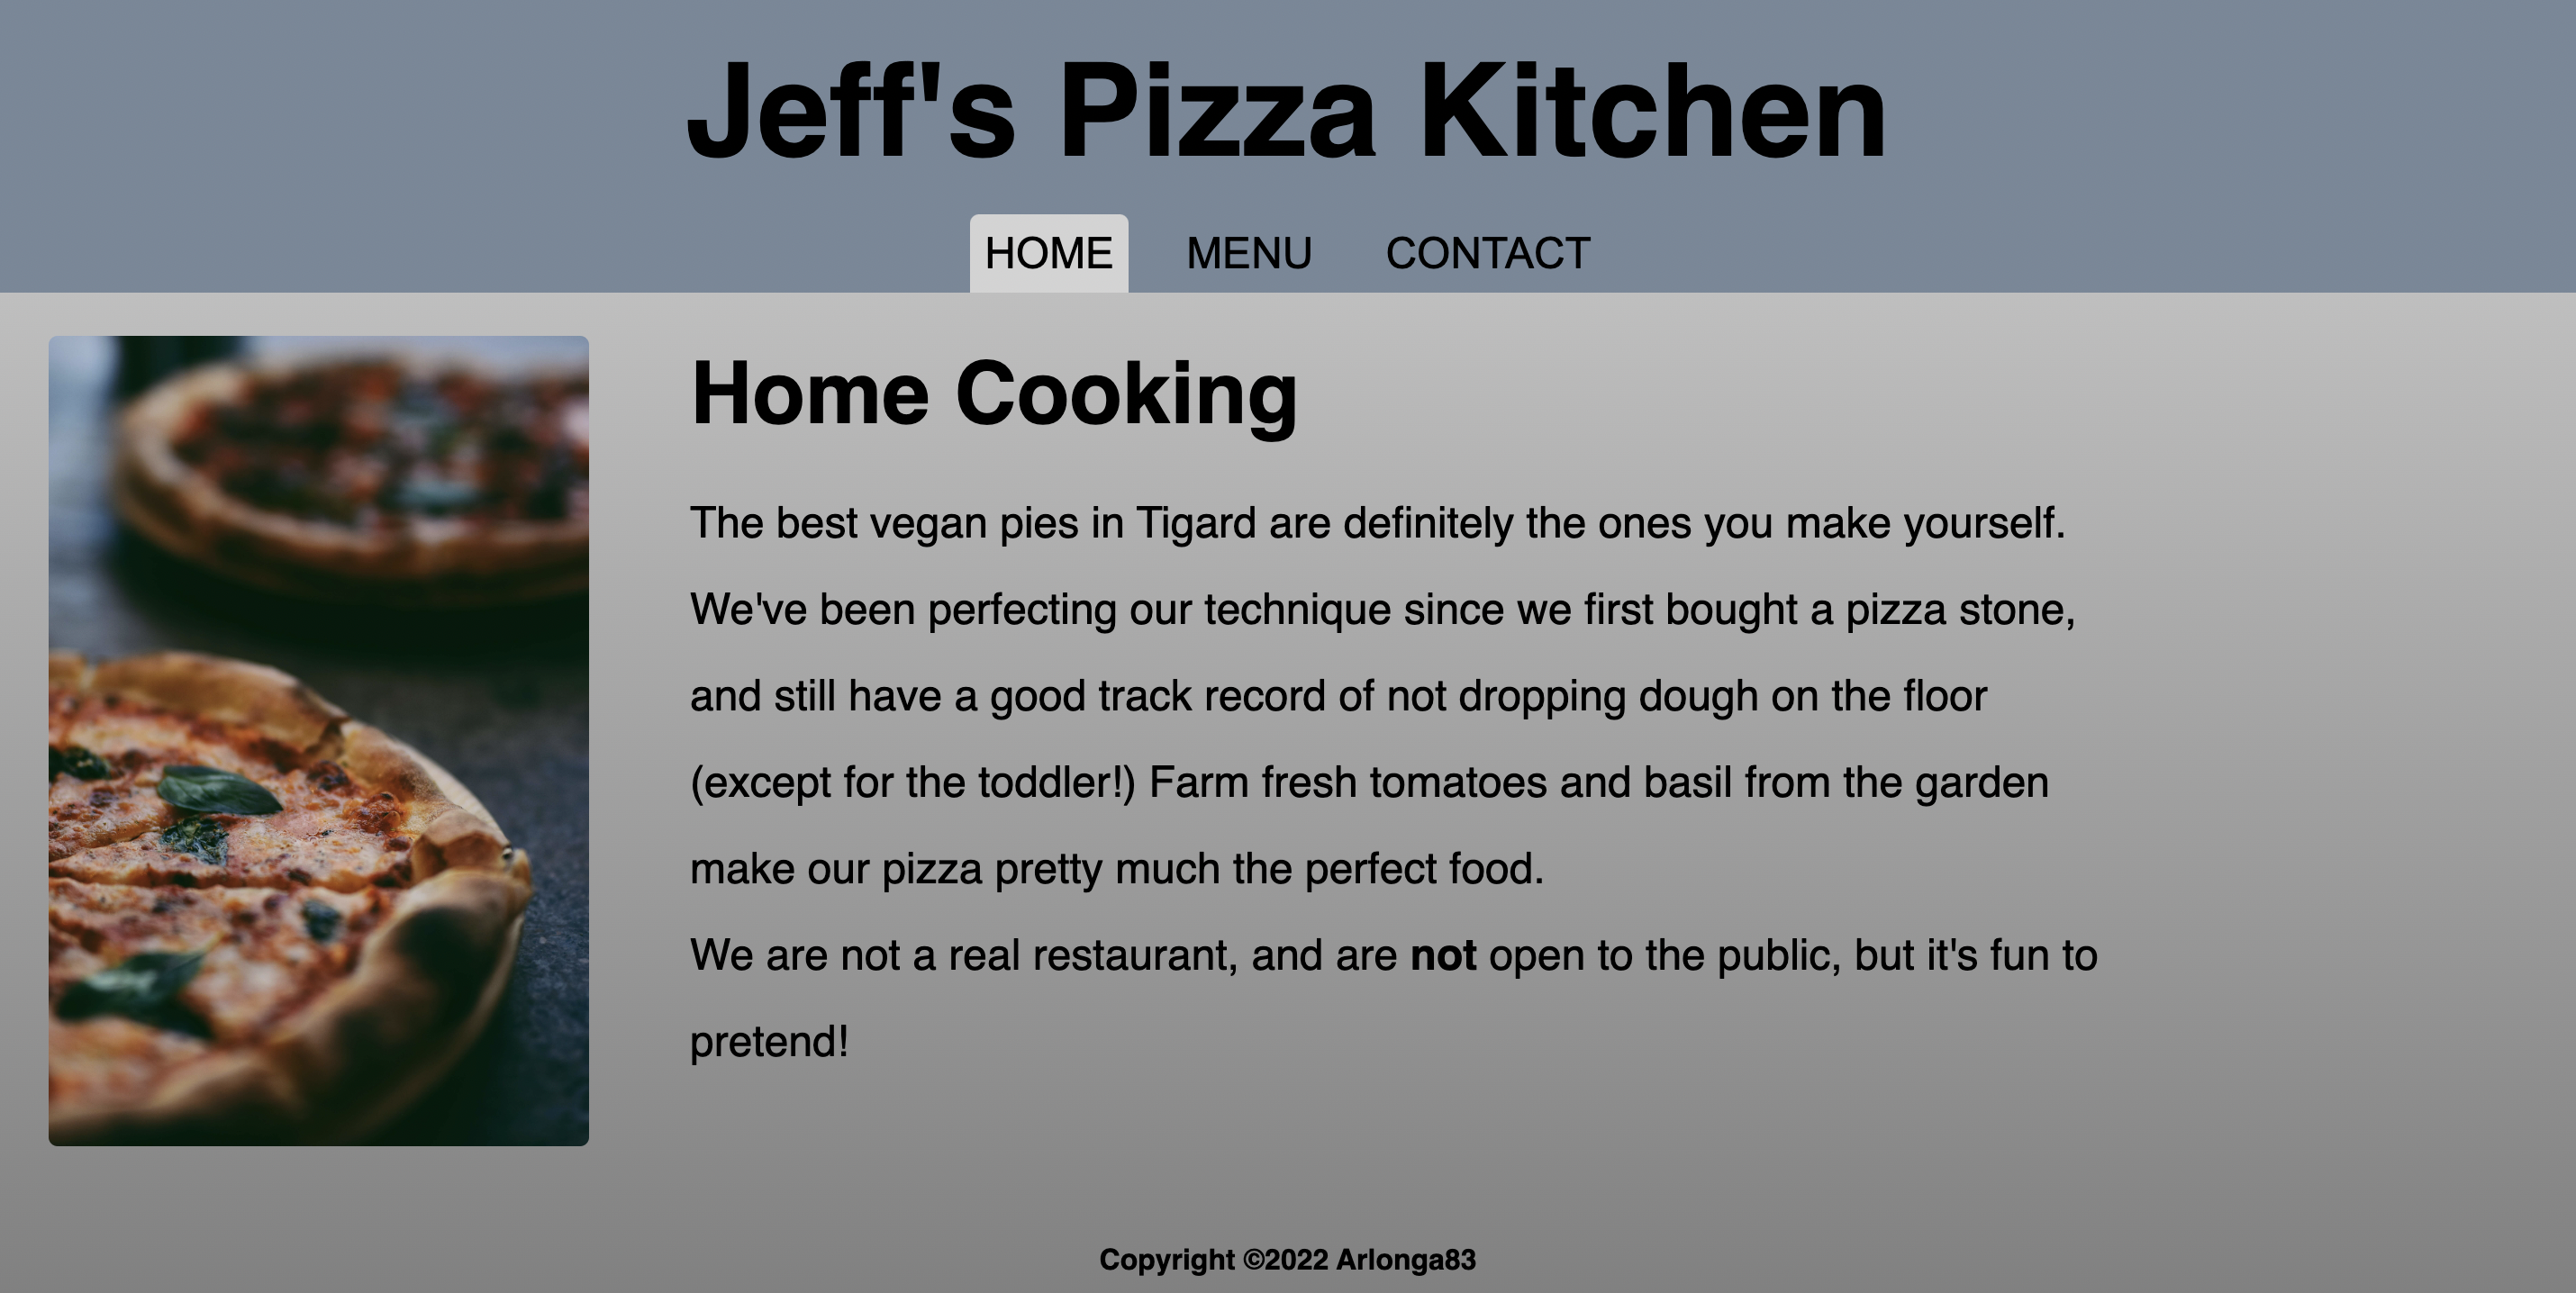 Jeff's Pizza Kitchen
HOME MENU CONTACT
Home Cooking
The best vegan pies in Tigard are definitely the ones you make yourself.
We've been perfecting our technique since we first bought a pizza stone,
and still have a good track record of not dropping dough on the floor
(except for the toddler!) Farm fresh tomatoes and basil from the garden
make our pizza pretty much the perfect food.
We are not a real restaurant, and are not open to the public, but it's fun to
pretend!
Copyright ©2022 Arlonga83